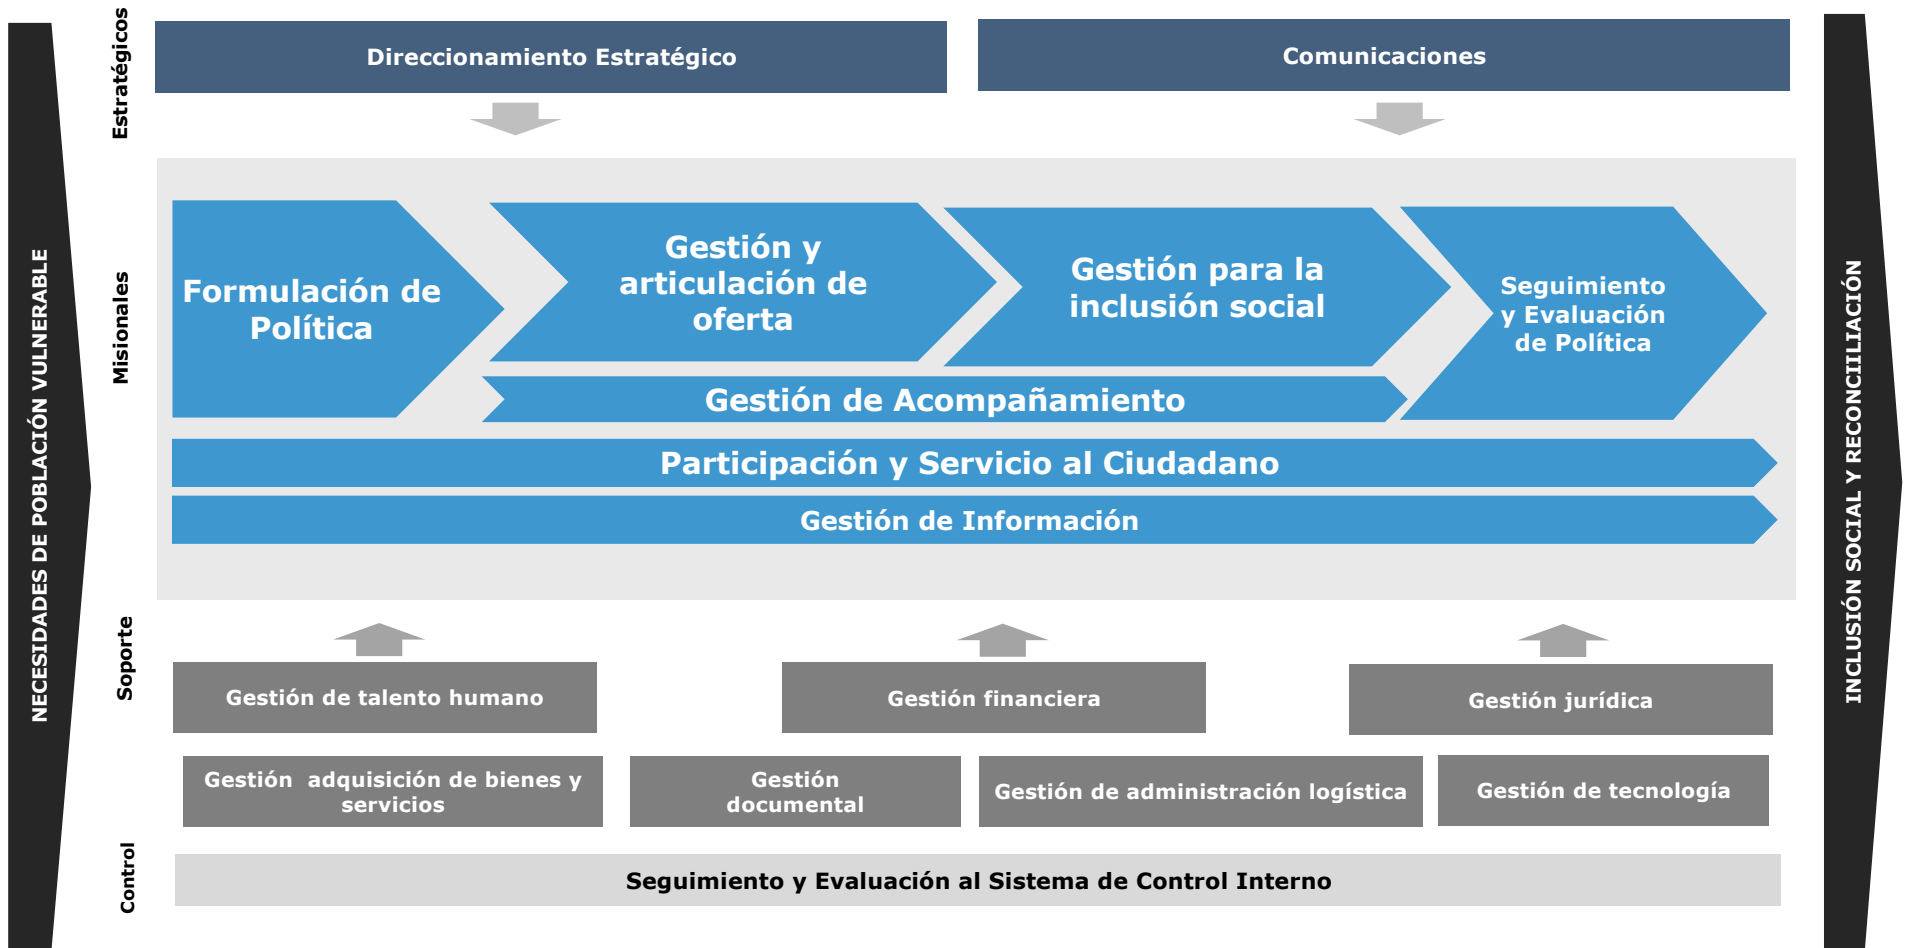 NECESIDADES DE POBLACIÓN VULNERABLE
Estratégicos
Direccionamiento Estratégico
Comunicaciones
Misionales
Formulación de
Política
Gestión y
articulación de
oferta
Gestión para la
inclusión social
Seguimiento
y Evaluación
de Política
Gestión de Acompañamiento
Participación y Servicio al Ciudadano
Gestión de Información
Soporte
Gestión de talento humano
Gestión financiera
Gestión jurídica
Gestión  adquisición de bienes y
servicios
Gestión
documental
Gestión de administración logística
Gestión de tecnología
Control
Seguimiento y Evaluación al Sistema de Control Interno
INCLUSIÓN SOCIAL Y RECONCILIACIÓN